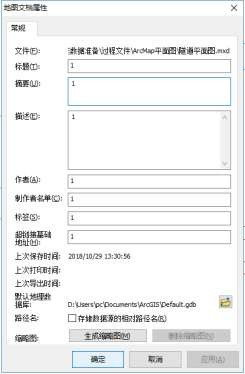 地图文档属性
常规
文件(F): :数据准备\过程文件\ArcMap平面图\隧道平面图.mxd
标题(T): 1
摘要(U): 1
描述(E): 1
作者(A): 1
制作者名单(C): 1
标签(S): 1
超链接基础
地址(H): 1
上次保存时间: 2018/10/29 13:30:56
上次打印时间:
上次导出时间:
默认地理数
据库: D:\Users\pc\Documents\ArcGIS\Default.gdb
路径名: 存储数据源的相对路径名(R)
缩略图: 生成缩略图(M) 删除缩略图(N)
确定 取消 应用(A)